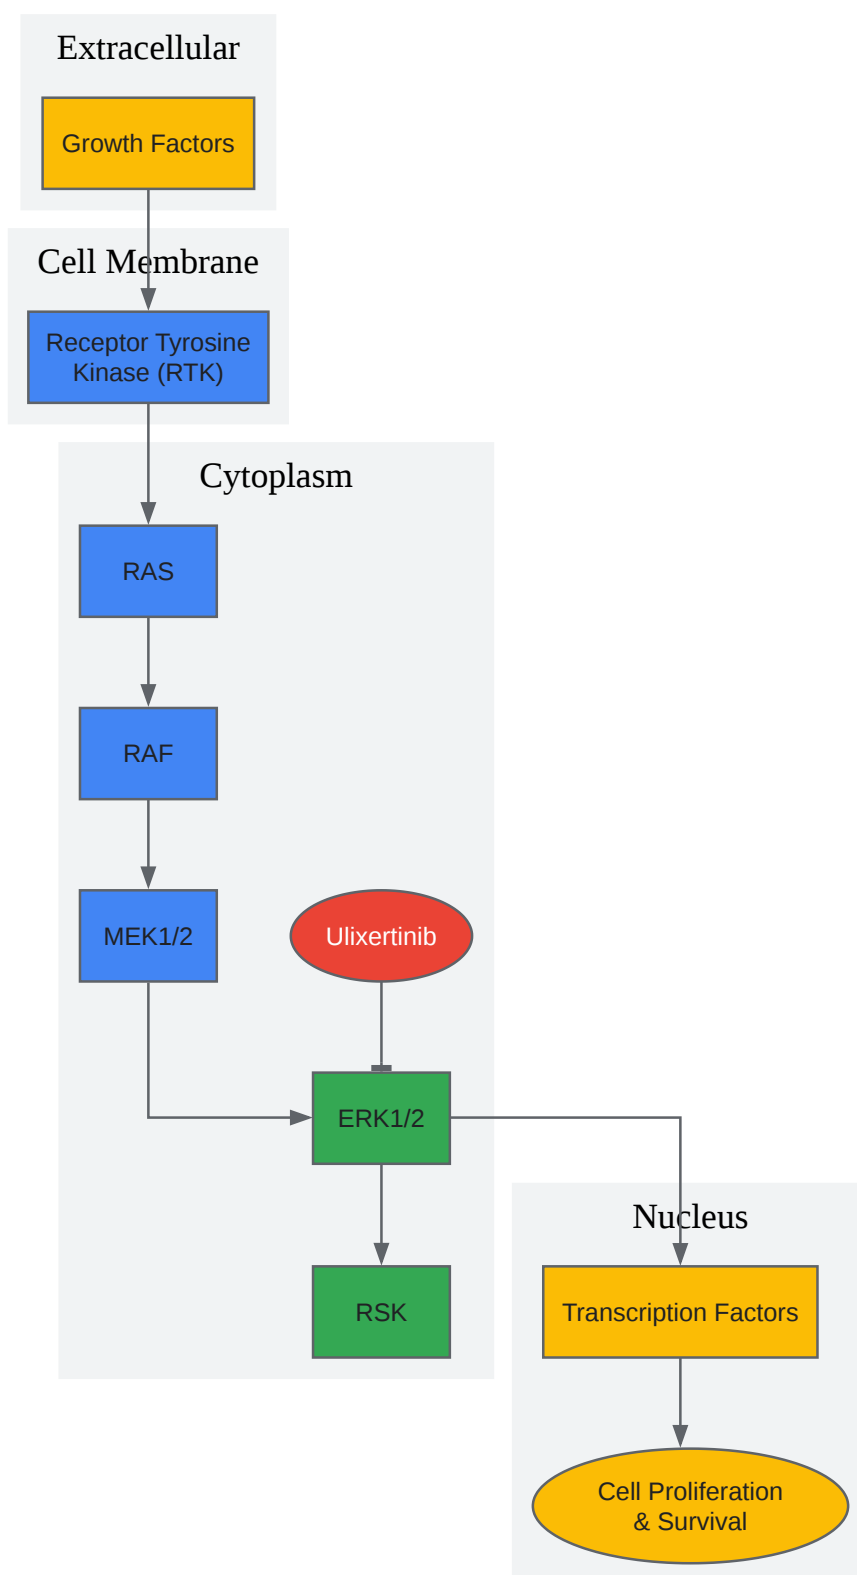 Extracellular
Growth Factors
Cell Membrane
Receptor Tyrosine
Kinase (RTK)
Cytoplasm
RAS
RAF
MEK1/2
Ulixertinib
ERK1/2
Nucleus
RSK
Transcription Factors
Cell Proliferation
& Survival